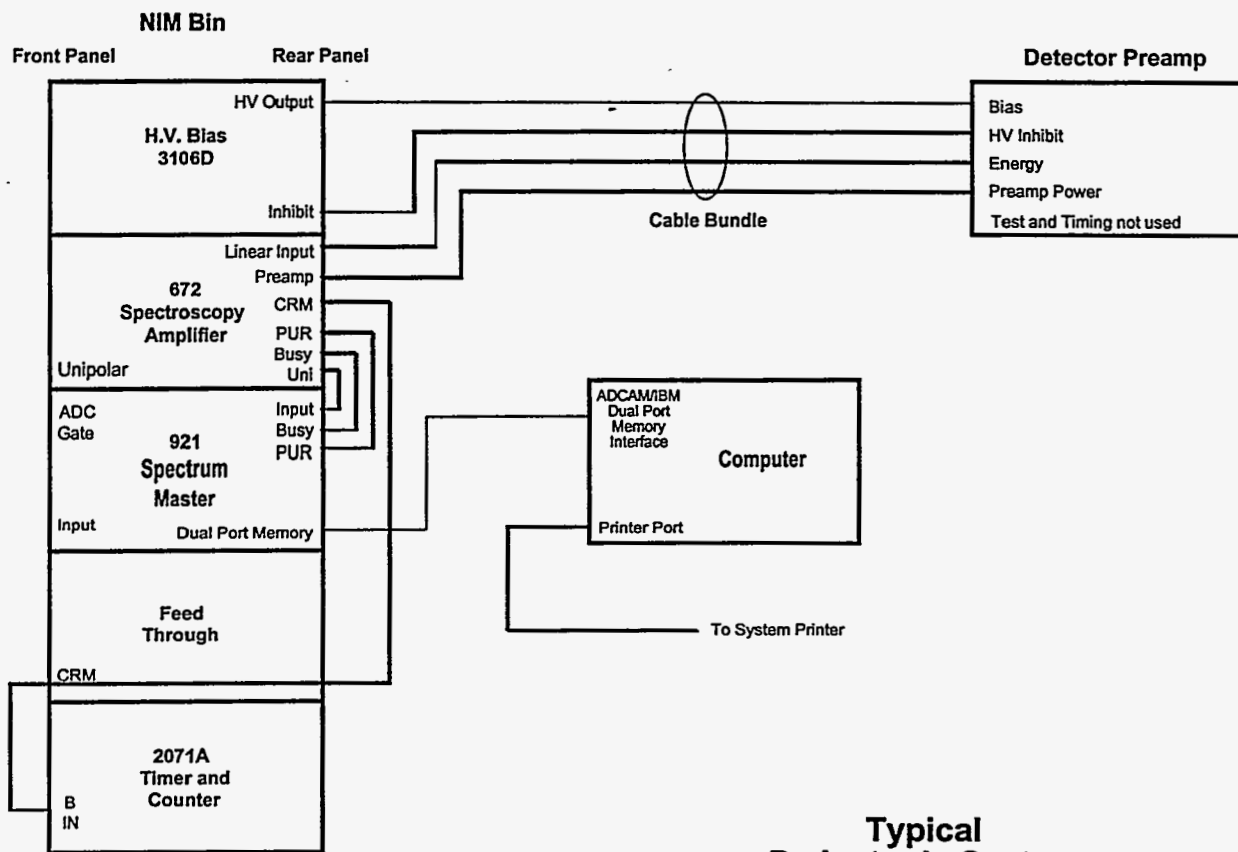 NIM Bin
Front Panel
Rear Panel
Detector Preamp
HV Output
H.V. Bias
3106D
Inhibit
Bias
HV Inhibit
Energy
Preamp Power
Test and Timing not used
Cable Bundle
Linear Input
Preamp
672
Spectroscopy
Amplifier
CRM
PUR
Busy
Uni
Unipolar
ADC
Gate
921
Spectrum
Master
Input
Busy
PUR
Input
Dual Port Memory
ADCAM/IBM
Dual Port
Memory
Interface
Computer
Printer Port
To System Printer
Feed
Through
CRM
2071A
Timer and
Counter
B
IN
Typical